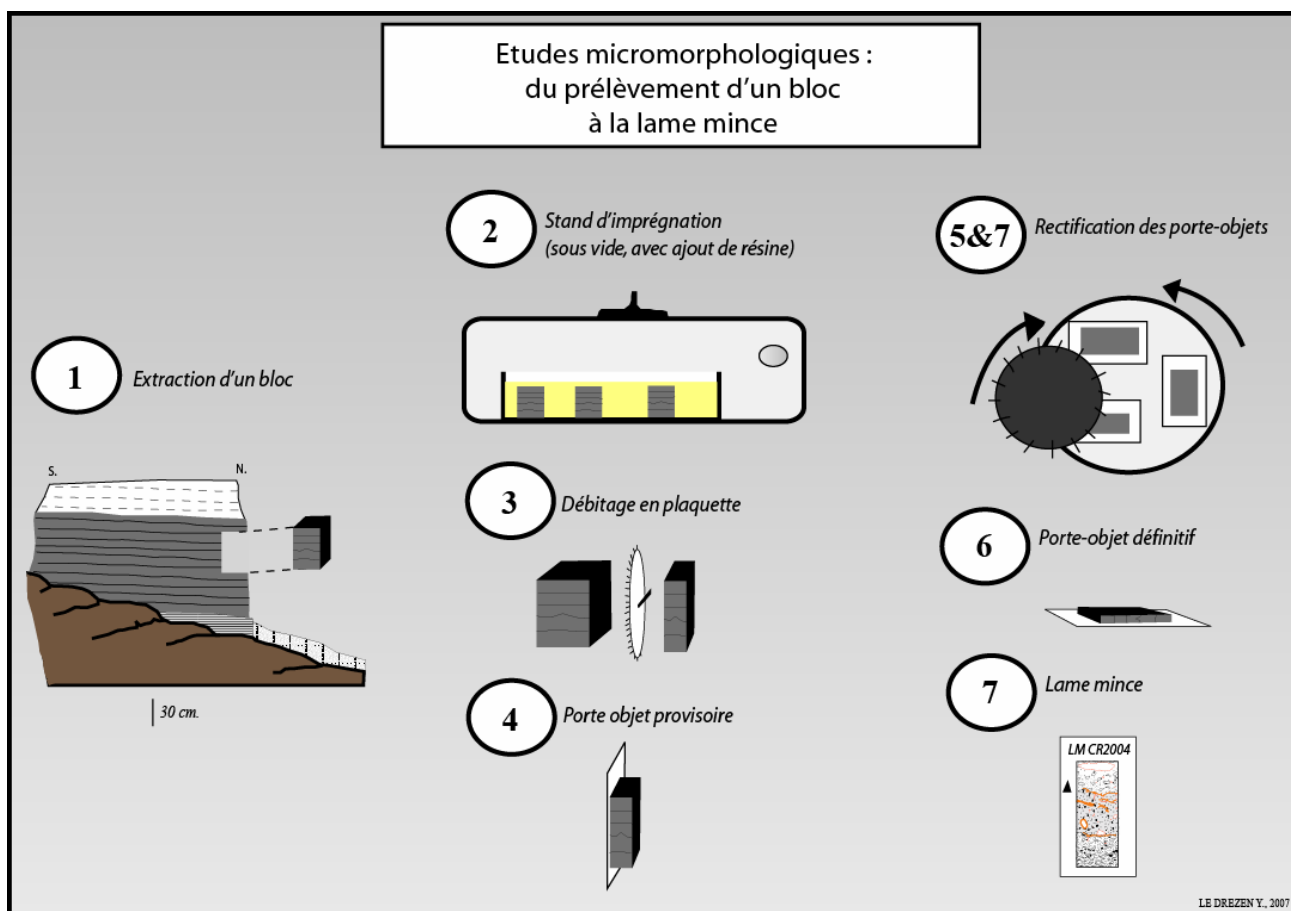 Etudes micromorphologiques :
du prélèvement d'un bloc
à la lame mince
1
Extraction d'un bloc
S.
N.
30 cm.
2
Stand d'imprégnation
(sous vide, avec ajout de résine)
3
Débitage en plaquette
4
Porte objet provisoire
5&7
Rectification des porte-objets
6
Porte-objet définitif
7
Lame mince
LM CR2004
LE DREZEN Y., 2007